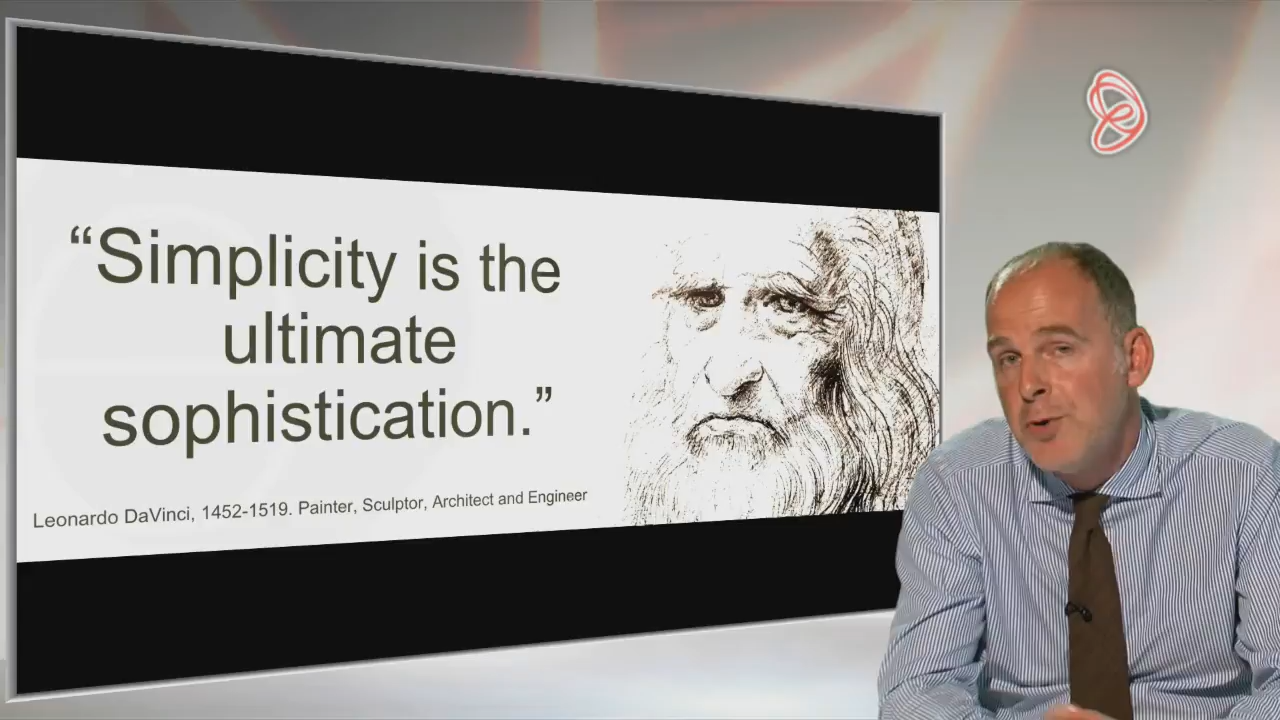 “Simplicity is the
ultimate
sophistication.”
Leonardo DaVinci, 1452-1519. Painter, Sculptor, Architect and Engineer